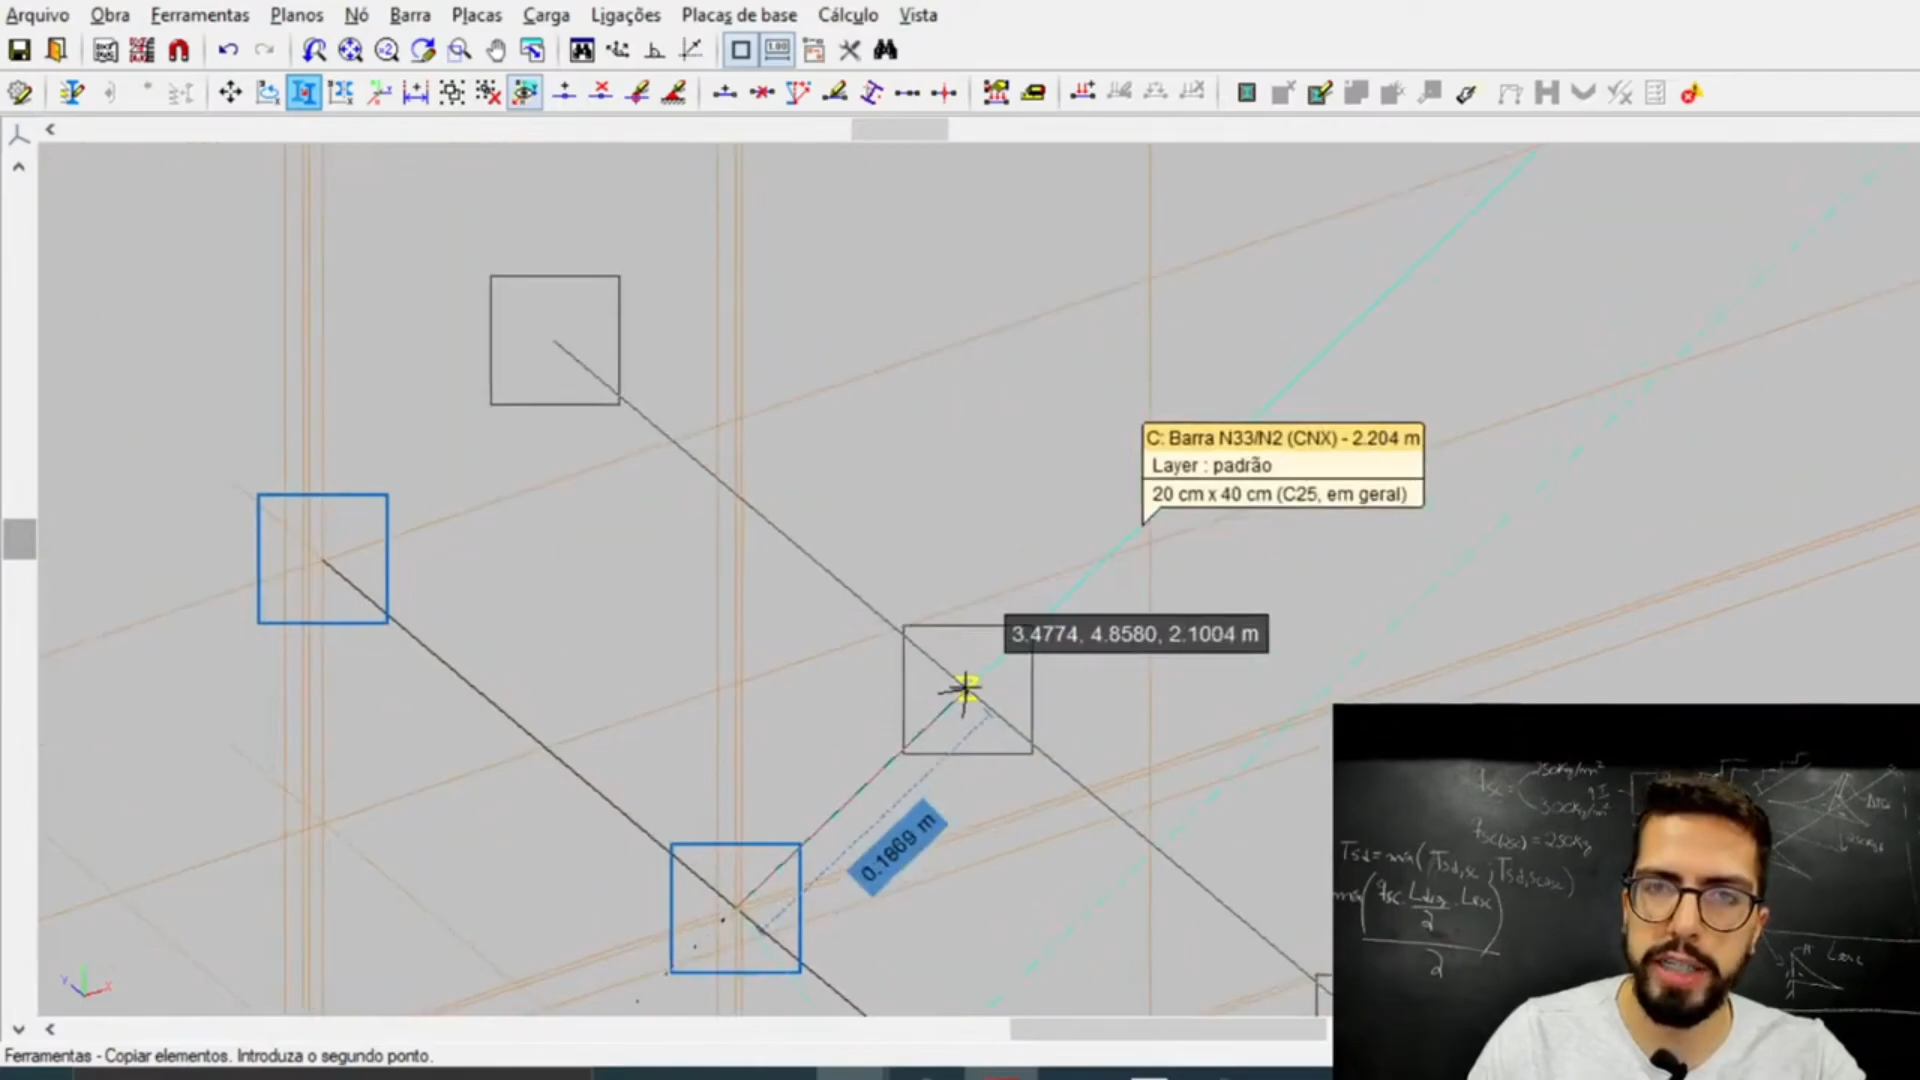 Arquivo Obra Ferramentas Planos Nó Barra Placas Carga Ligações Placas de base Cálculo Vista
C: Barra N33/N2 (CNX) - 2.204 m
Layer : padrão
20 cm x 40 cm (C25, em geral)
3.4774, 4.8580, 2.1004 m
0.1869 m
Ferramentas - Copiar elementos. Introduza o segundo ponto.